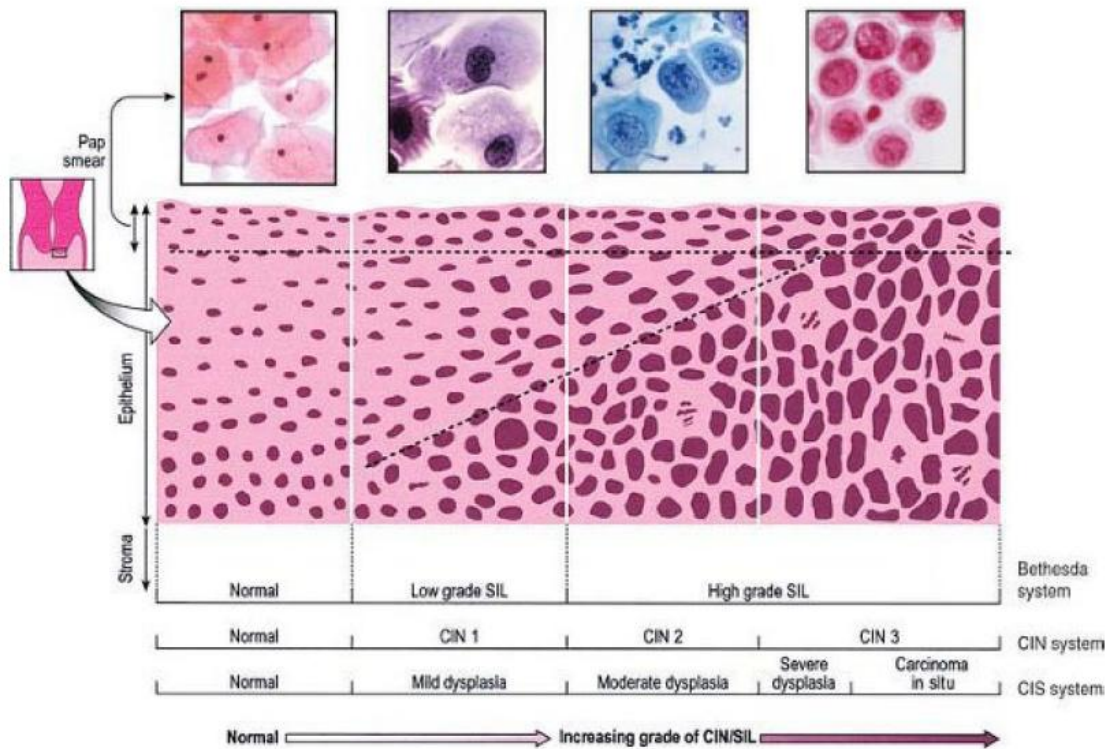 Pap
smear
Epithelium
Stroma
Normal Low grade SIL High grade SIL
Bethesda
system
Normal CIN 1 CIN 2 CIN 3 CIN system
Normal Mild dysplasia Moderate dysplasia
Severe
dysplasia
Carcinoma
in situ
CIS system
Normal Increasing grade of CIN/SIL